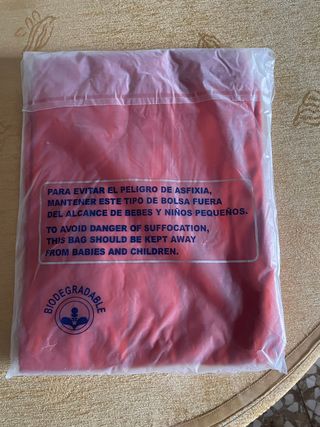 PARA EVITAR EL PELIGRO DE ASFIXIA,
MANTENER ESTE TIPO DE BOLSA FUERA
DEL ALCANCE DE BEBES Y NIÑOS PEQUEÑOS.
TO AVOID DANGER OF SUFFOCATION,
THIS BAG SHOULD BE KEPT AWAY
FROM BABIES AND CHILDREN.
BIODEGRADABLE